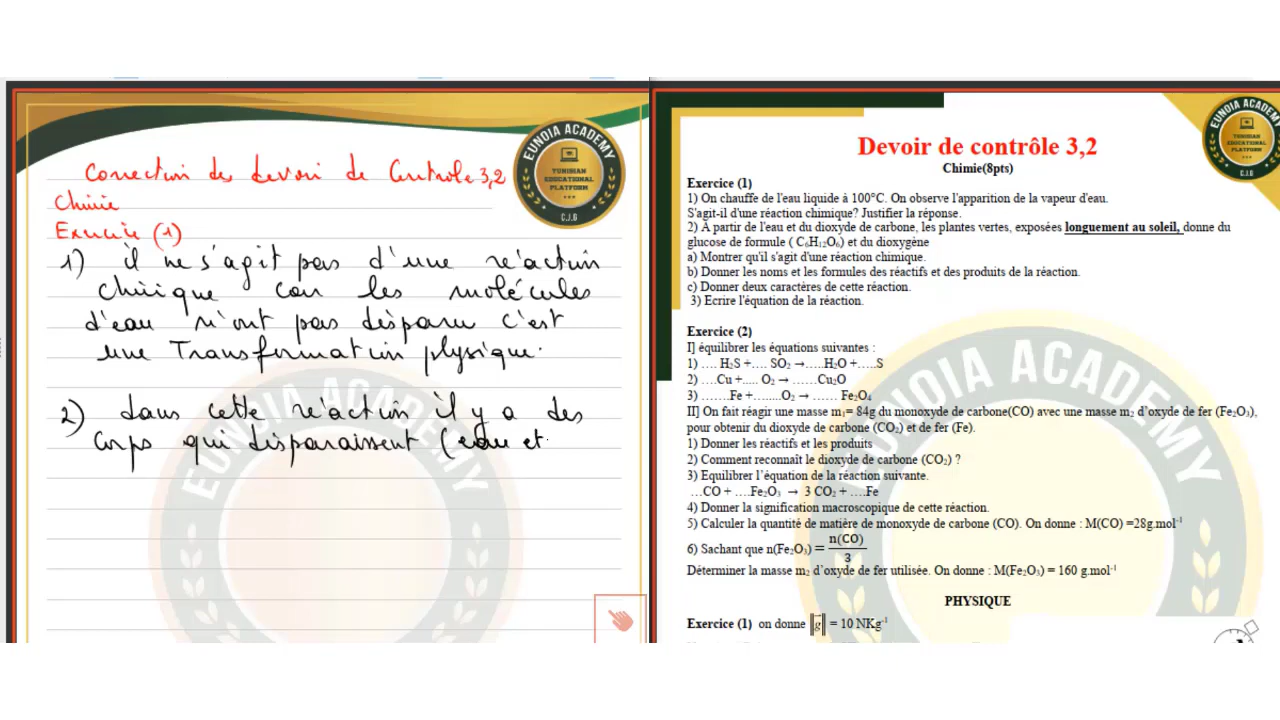 Correction des devoir de Contrôle 3,2
Chimie
Exercice (1)
1) il ne s'agit pas d'une réaction
chimique car les molécules
d'eau n'ont pas disparu c'est
une Transformation physique.
2) dans cette réaction il y a des
corps qui disparaissent (eau et
EUNOIA ACADEMY
TUNISIAN
EDUCATIONAL
PLATFORM
C.J.G
Devoir de contrôle 3,2
Chimie(8pts)
Exercice (1)
1) On chauffe de l'eau liquide à 100°C. On observe l'apparition de la vapeur d'eau.
S'agit-il d'une réaction chimique? Justifier la réponse.
2) À partir de l'eau et du dioxyde de carbone, les plantes vertes, exposées longuement au soleil, donne du
glucose de formule ( C₆H₁₂O₆) et du dioxygène
a) Montrer qu'il s'agit d'une réaction chimique.
b) Donner les noms et les formules des réactifs et des produits de la réaction.
c) Donner deux caractères de cette réaction.
3) Ecrire l'équation de la réaction.
Exercice (2)
I] équilibrer les équations suivantes :
1) …. H₂S +…. SO₂ →…..H₂O +…..S
2) ….Cu +..... O₂ → ……Cu₂O
3) …….Fe +……..O₂ → …… Fe₂O₄
II] On fait réagir une masse m₁= 84g du monoxyde de carbone(CO) avec une masse m₂ d'oxyde de fer (Fe₂O₃),
pour obtenir du dioxyde de carbone (CO₂) et de fer (Fe).
1) Donner les réactifs et les produits
2) Comment reconnaît le dioxyde de carbone (CO₂) ?
3) Equilibrer l'équation de la réaction suivante.
…CO + ….Fe₂O₃ → 3 CO₂ + ….Fe
4) Donner la signification macroscopique de cette réaction.
5) Calculer la quantité de matière de monoxyde de carbone (CO). On donne : M(CO) =28g.mol⁻¹
6) Sachant que n(Fe₂O₃) = n(CO)/3
Déterminer la masse m₂ d'oxyde de fer utilisée. On donne : M(Fe₂O₃) = 160 g.mol⁻¹
PHYSIQUE
Exercice (1) on donne ||g⃗|| = 10 NKg⁻¹
EUNOIA ACADEMY
TUNISIAN
EDUCATIONAL
PLATFORM
C.J.G
EUNOIA ACADEMY